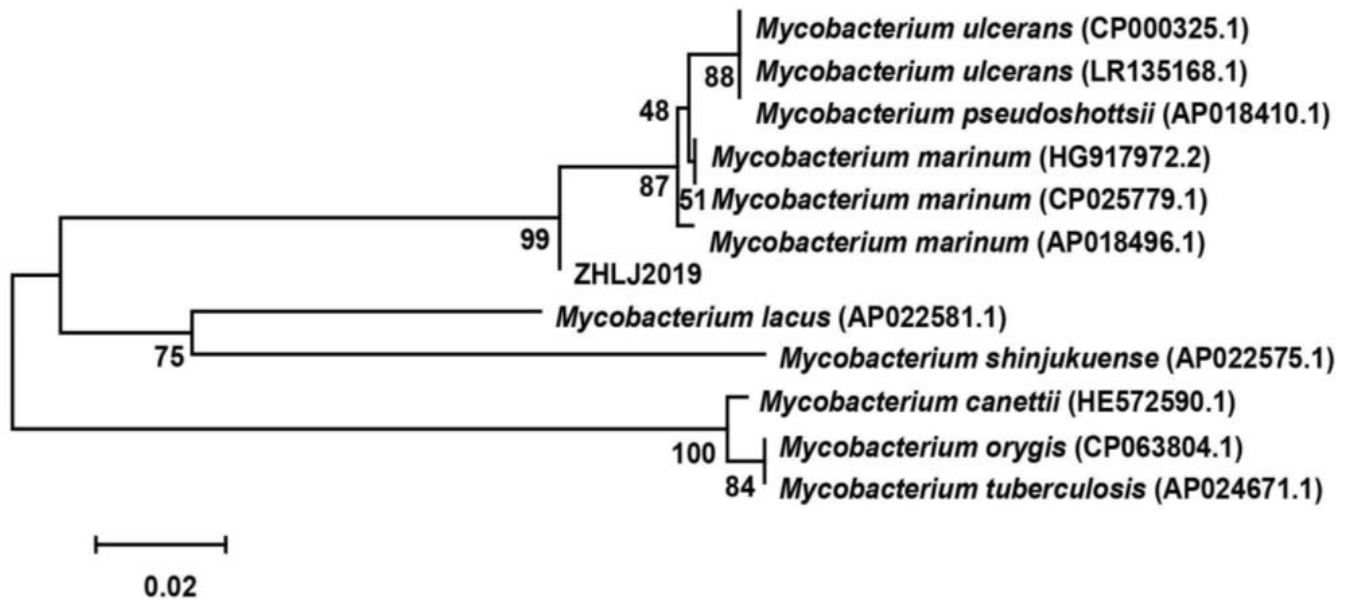 Mycobacterium ulcerans (CP000325.1)
88
Mycobacterium ulcerans (LR135168.1)
48
Mycobacterium pseudoshottsii (AP018410.1)
Mycobacterium marinum (HG917972.2)
87
51
Mycobacterium marinum (CP025779.1)
99
Mycobacterium marinum (AP018496.1)
ZHLJ2019
Mycobacterium lacus (AP022581.1)
75
Mycobacterium shinjukuense (AP022575.1)
Mycobacterium canettii (HE572590.1)
100
Mycobacterium orygis (CP063804.1)
84
Mycobacterium tuberculosis (AP024671.1)
0.02